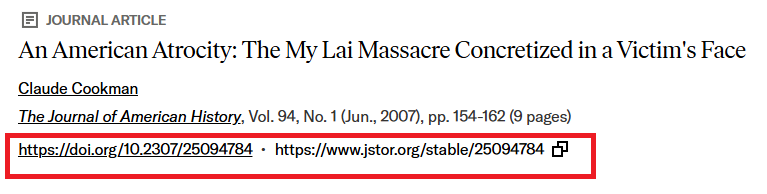 JOURNAL ARTICLE
An American Atrocity: The My Lai Massacre Concretized in a Victim's Face
Claude Cookman
The Journal of American History, Vol. 94, No. 1 (Jun., 2007), pp. 154-162 (9 pages)
https://doi.org/10.2307/25094784 • https://www.jstor.org/stable/25094784